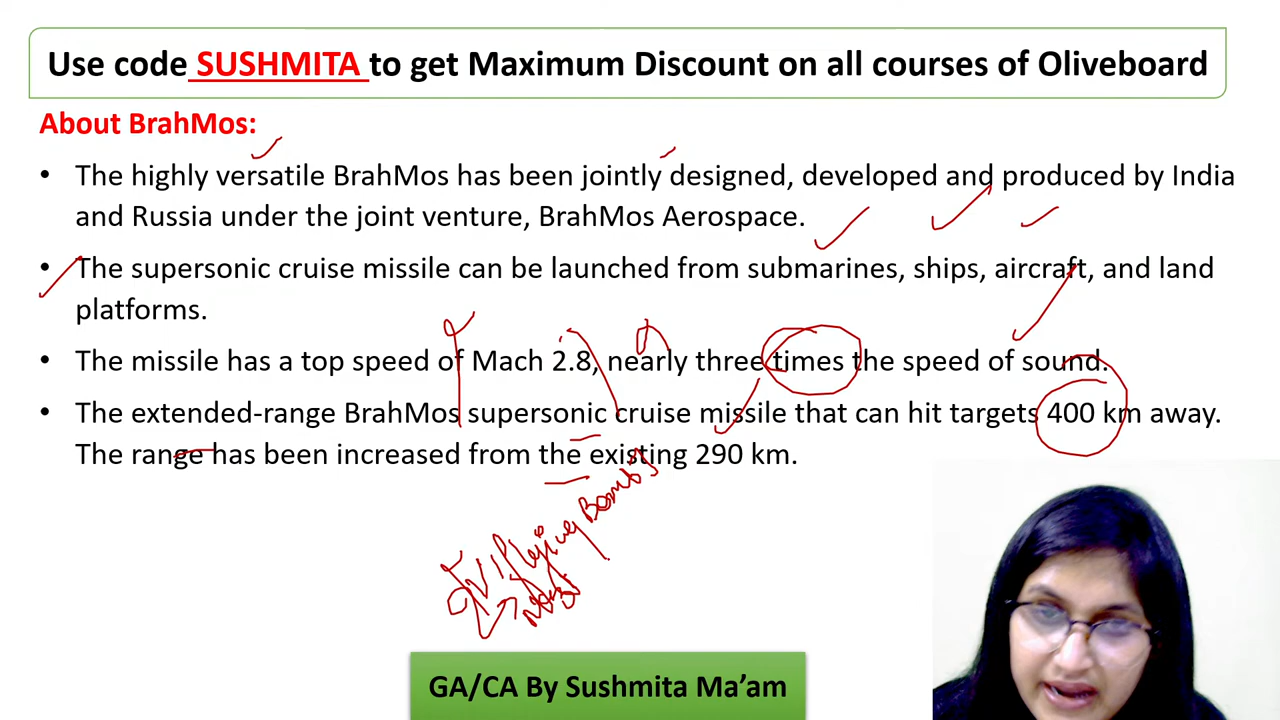 Use code SUSHMITA to get Maximum Discount on all courses of Oliveboard
About BrahMos:
• The highly versatile BrahMos has been jointly designed, developed and produced by India
and Russia under the joint venture, BrahMos Aerospace.
• The supersonic cruise missile can be launched from submarines, ships, aircraft, and land
platforms.
• The missile has a top speed of Mach 2.8, nearly three times the speed of sound.
• The extended-range BrahMos supersonic cruise missile that can hit targets 400 km away.
The range has been increased from the existing 290 km.
Flying Bombs
GA/CA By Sushmita Ma’am